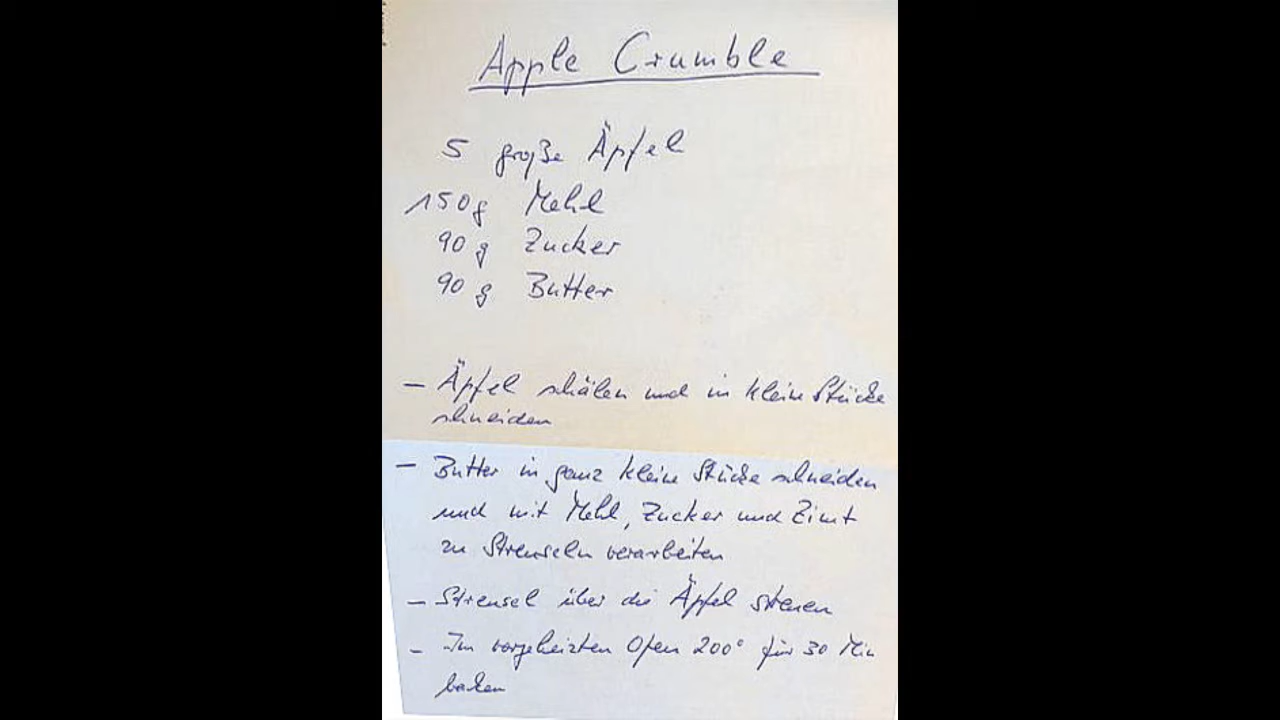 Apple Crumble
5 große Äpfel
150g Mehl
90 g Zucker
90 g Butter
– Äpfel schälen und in kleine Stücke
schneiden
– Butter in ganz kleine Stücke schneiden
und mit Mehl, Zucker und Zimt
zu Streuseln verarbeiten
– Streusel über die Äpfel streuen
– Im vorgeheizten Ofen 200° für 30 Min
backen